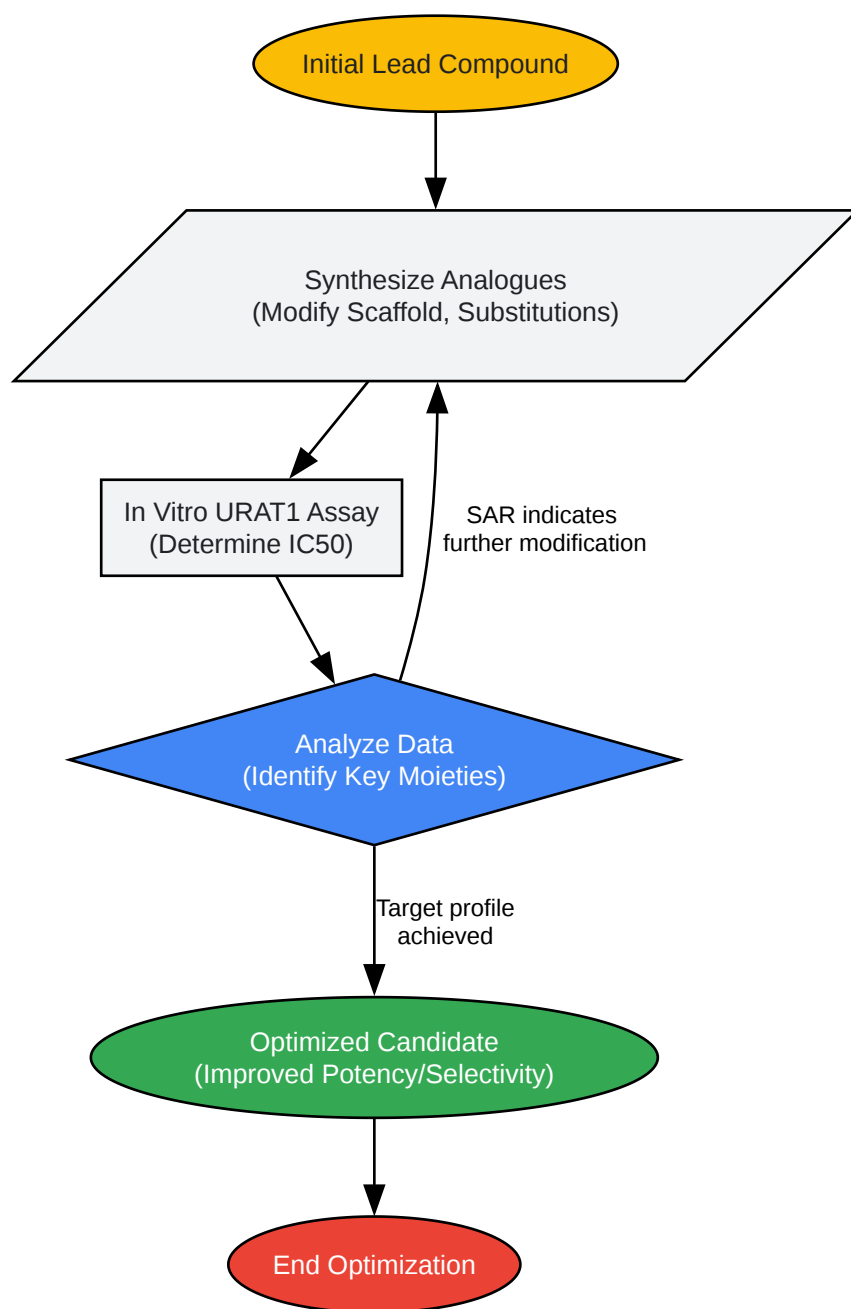 Initial Lead Compound
Synthesize Analogues
(Modify Scaffold, Substitutions)
In Vitro URAT1 Assay
(Determine IC50)
SAR indicates
further modification
Analyze Data
(Identify Key Moieties)
Target profile
achieved
Optimized Candidate
(Improved Potency/Selectivity)
End Optimization